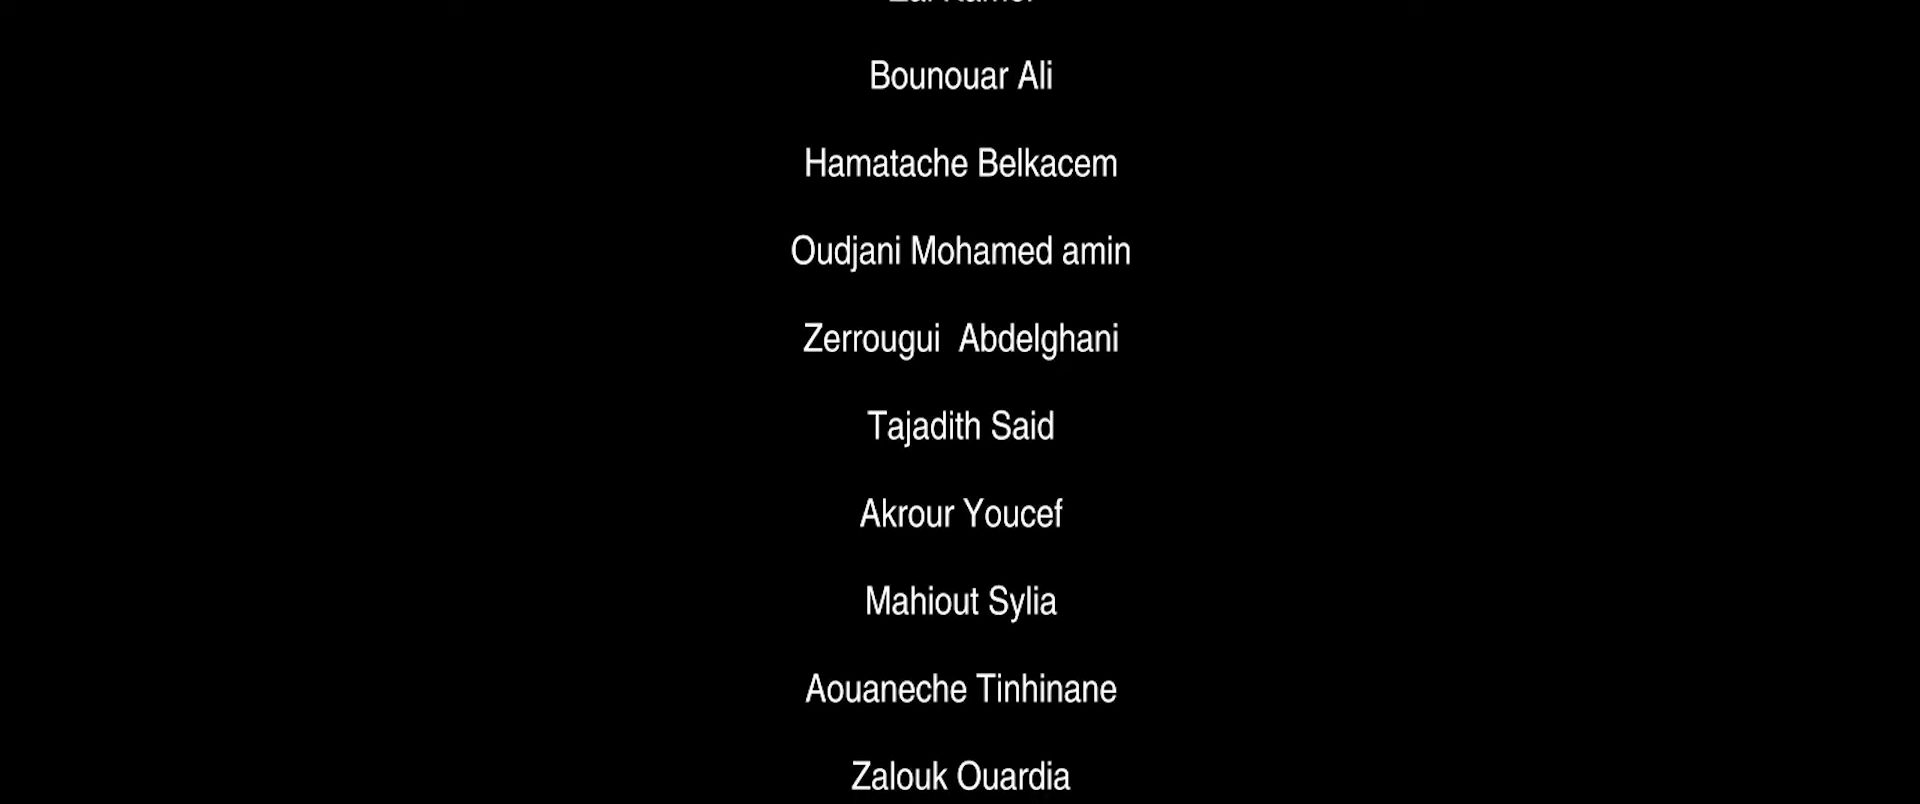 Bounouar Ali
Hamatache Belkacem
Oudjani Mohamed amin
Zerrougui  Abdelghani
Tajadith Said
Akrour Youcef
Mahiout Sylia
Aouaneche Tinhinane
Zalouk Ouardia